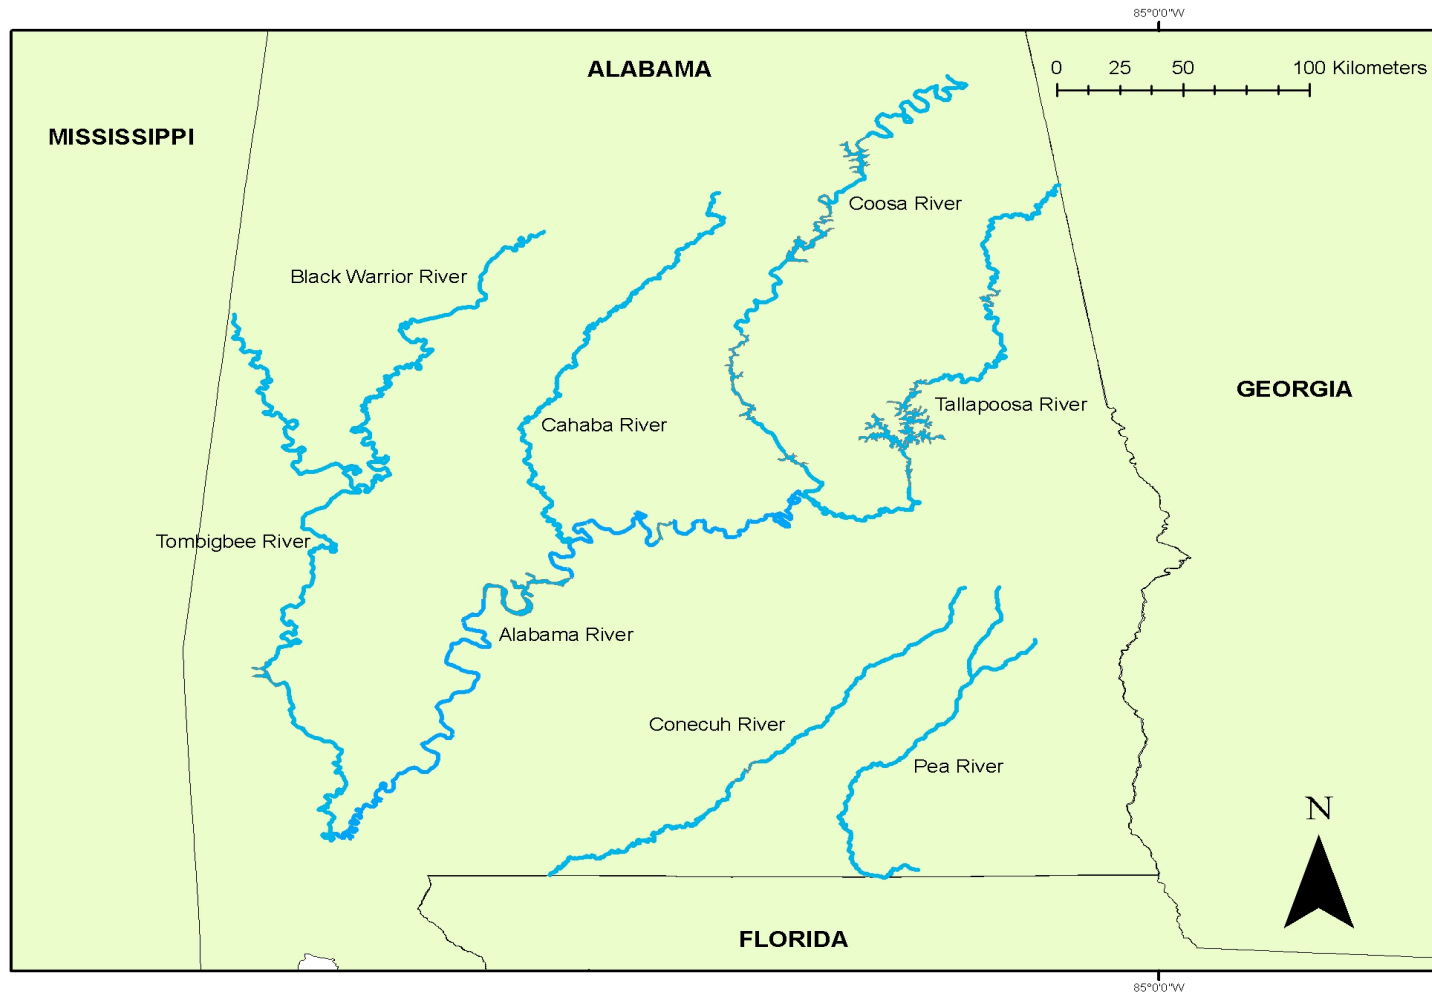 85°0'0"W
ALABAMA
0 25 50 100 Kilometers
MISSISSIPPI
Coosa River
Black Warrior River
GEORGIA
Tallapoosa River
Cahaba River
Tombigbee River
Alabama River
Conecuh River
Pea River
N
FLORIDA
85°0'0"W